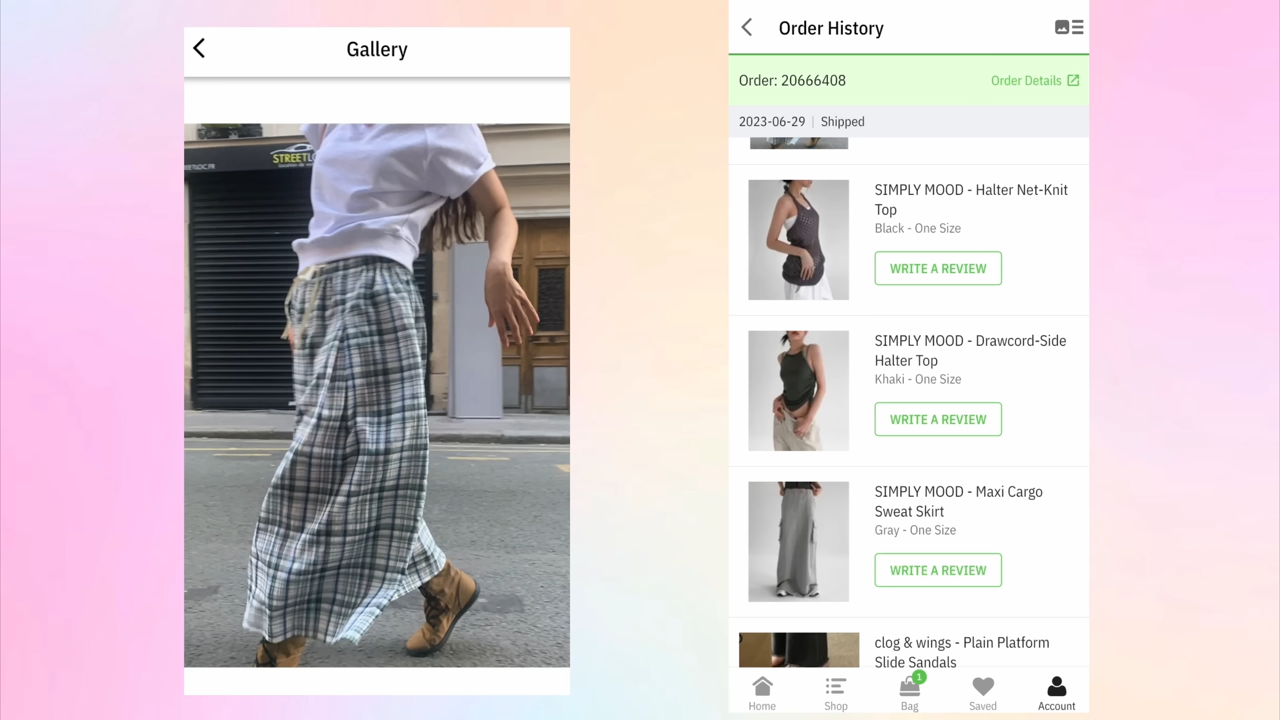 Gallery
STREETLO
Order History
Order: 20666408
Order Details
2023-06-29 | Shipped
SIMPLY MOOD - Halter Net-Knit
Top
Black - One Size
WRITE A REVIEW
SIMPLY MOOD - Drawcord-Side
Halter Top
Khaki - One Size
WRITE A REVIEW
SIMPLY MOOD - Maxi Cargo
Sweat Skirt
Gray - One Size
WRITE A REVIEW
clog & wings - Plain Platform
Slide Sandals
1
Home
Shop
Bag
Saved
Account